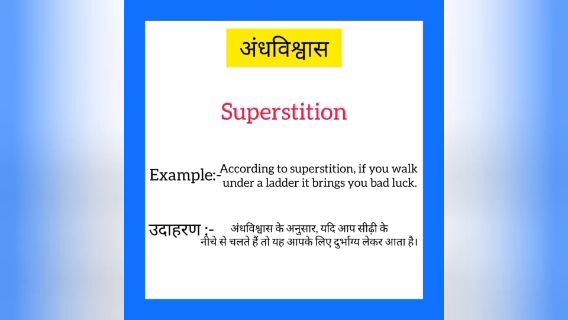 अंधविश्वास
Superstition
Example:- According to superstition, if you walk
under a ladder it brings you bad luck.
उदाहरण :- अंधविश्वास के अनुसार, यदि आप सीढ़ी के
नीचे से चलते हैं तो यह आपके लिए दुर्भाग्य लेकर आता है।